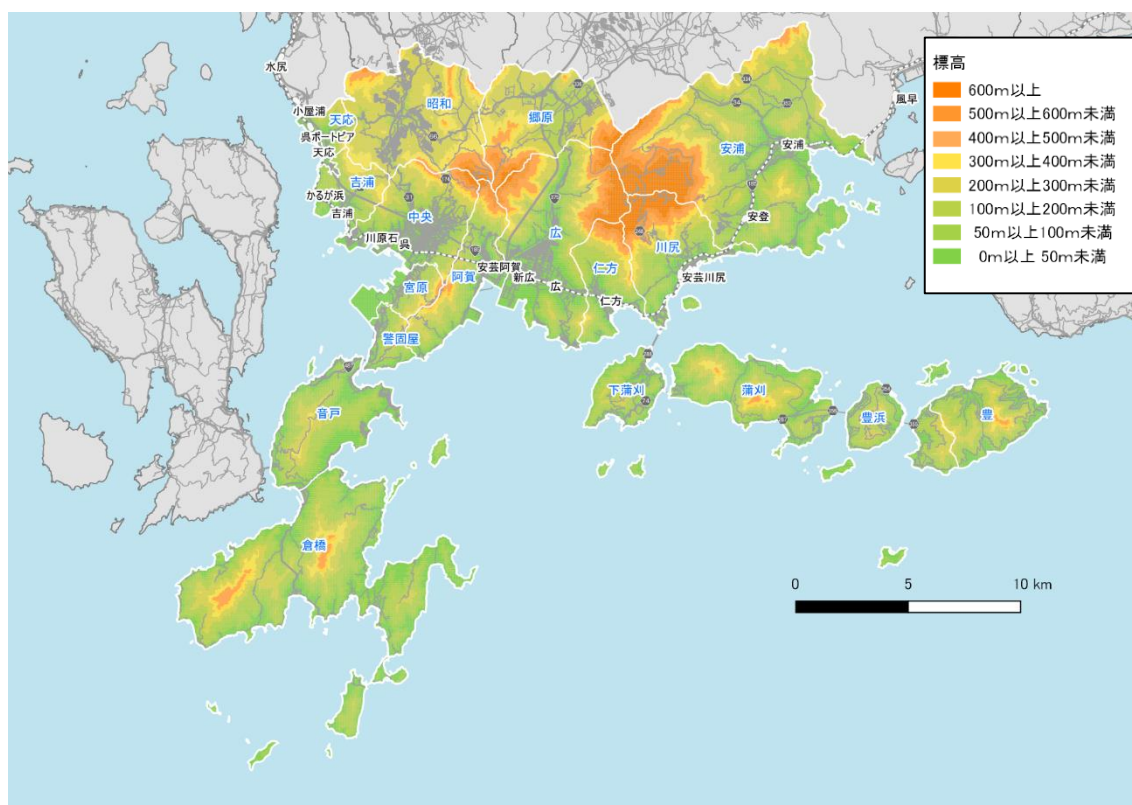 標高
600m以上
500m以上600m未満
400m以上500m未満
300m以上400m未満
200m以上300m未満
100m以上200m未満
50m以上100m未満
0m以上 50m未満
水尻
小屋浦
天応
呉ポートピア
天応
かるが浜
吉浦
吉浦
昭和
郷原
安浦
安浦
風早
中央
川原石
呉
広
安登
川尻
安芸阿賀
新広
阿賀
宮原
広
仁方
仁方
安芸川尻
警固屋
音戸
下蒲刈
蒲刈
豊浜
豊
倉橋
0 5 10 km